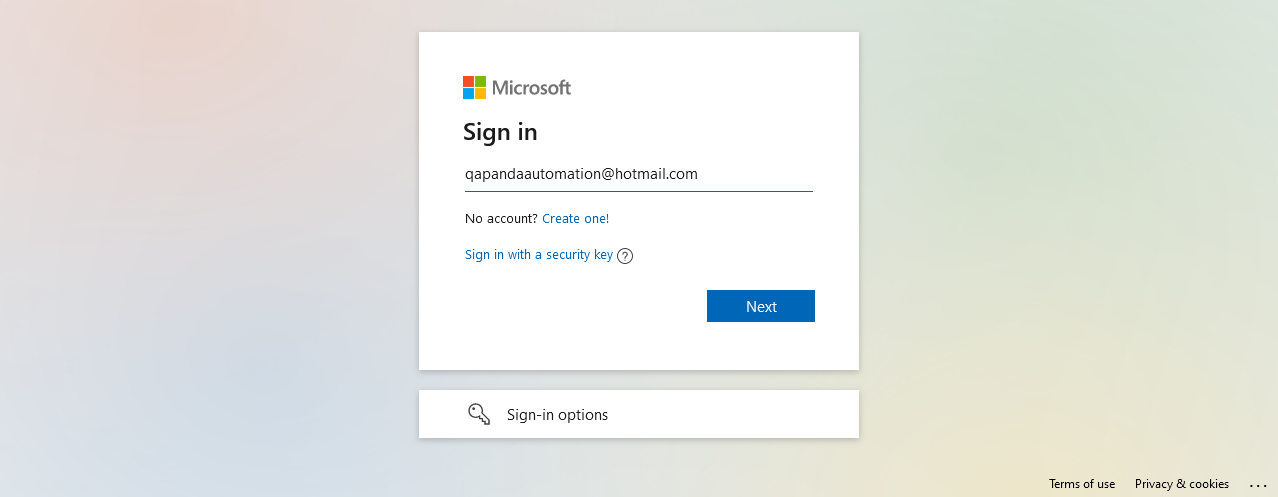 Microsoft
Sign in
qapandaautomation@hotmail.com
No account? Create one!
Sign in with a security key
Next
Sign-in options
Terms of use Privacy & cookies ...